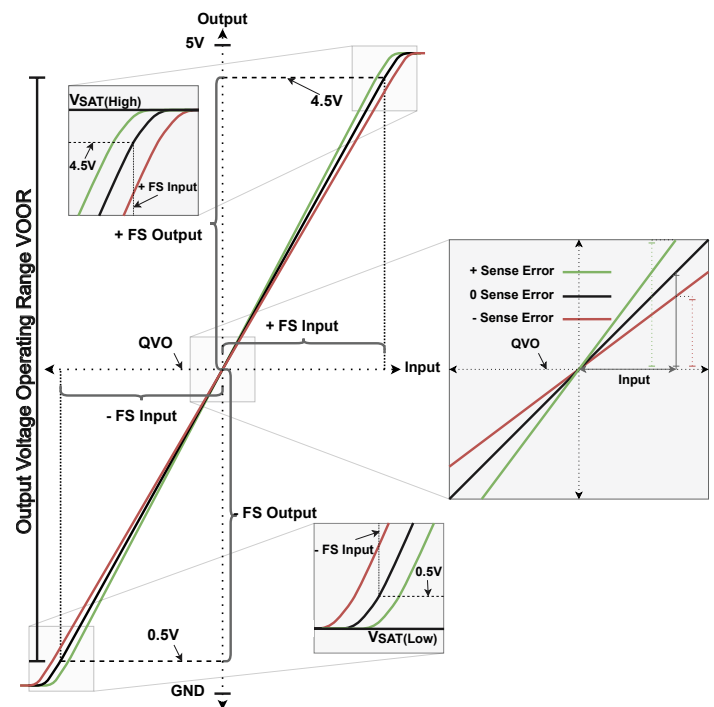 Output
5V
VSAT(High)
4.5V
+ FS Input
4.5V
+ FS Output
Output Voltage Operating Range VOOR
+ FS Input
QVO
Input
- FS Input
+ Sense Error
0 Sense Error
- Sense Error
QVO
Input
- FS Output
- FS Input
0.5V
VSAT(Low)
0.5V
GND